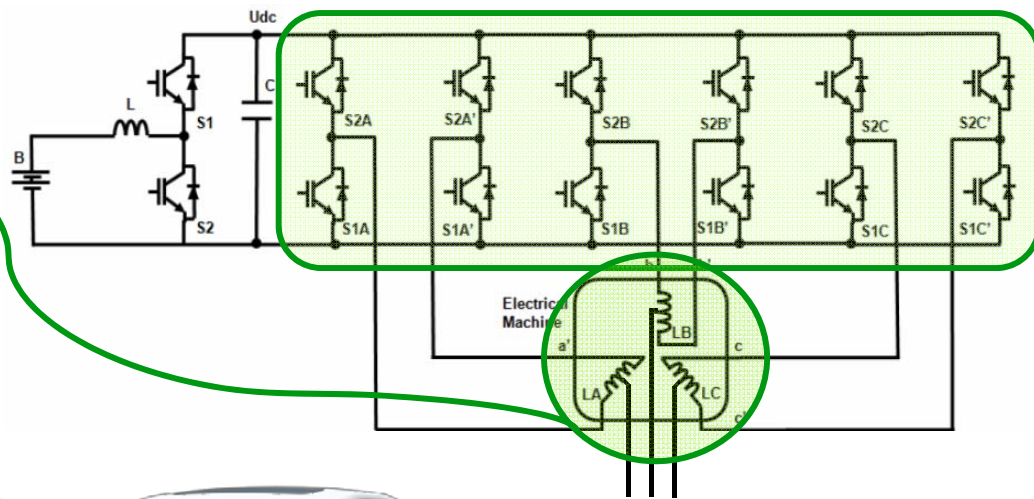 Udc
L
C
S1
B
S2
S2A
S2A'
S2B
S2B'
S2C
S2C'
S1A
S1A'
S1B
S1B'
S1C
S1C'
Electrical
Machine
LB
a'
c
LA
LC